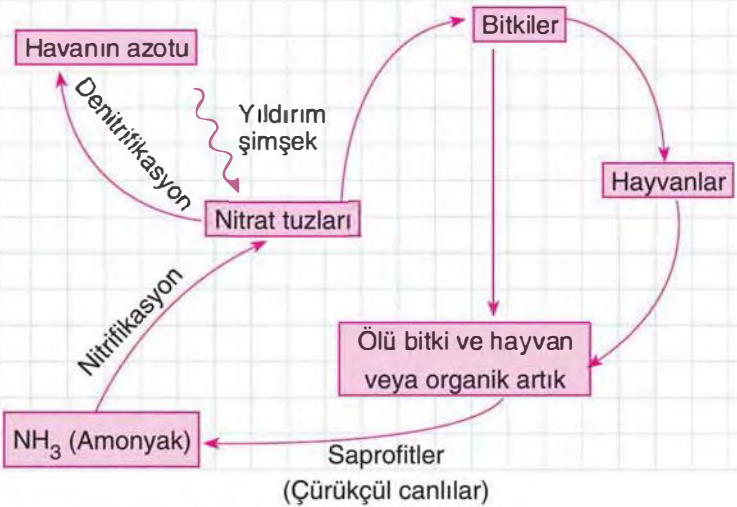 Bitkiler
Havanın azotu
Denitrifikasyon
Yıldırım
şimşek
Hayvanlar
Nitrat tuzları
Nitrifikasyon
Ölü bitki ve hayvan
veya organik artık
NH₃ (Amonyak)
Saprofitler
(Çürükçül canlılar)